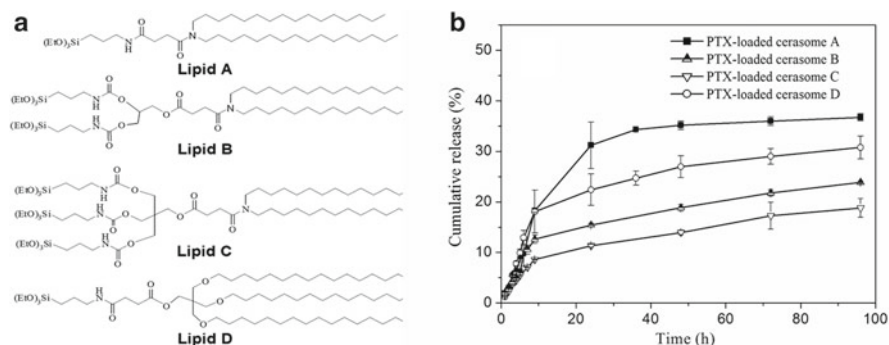 a
(EtO)₃Si
N
H
O
O
N
Lipid A
(EtO)₃Si
H
N
O
O
O
O
O
N
(EtO)₃Si
N
H
O
O
Lipid B
(EtO)₃Si
H
N
O
O
(EtO)₃Si
N
H
O
O
O
O
O
N
(EtO)₃Si
N
H
O
O
Lipid C
(EtO)₃Si
H
N
O
O
O
O
O
O
Lipid D
b
Cumulative release (%)
50
40
30
20
10
0
PTX-loaded cerasome A
PTX-loaded cerasome B
PTX-loaded cerasome C
PTX-loaded cerasome D
0
20
40
60
80
100
Time (h)